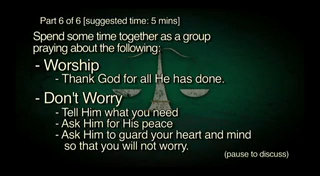 Part 6 of 6 [suggested time: 5 mins]
Spend some time together as a group
praying about the following:
- Worship
- Thank God for all He has done.
- Don't Worry
- Tell Him what you need
- Ask Him for His peace
- Ask Him to guard your heart and mind
so that you will not worry.
(pause to discuss)